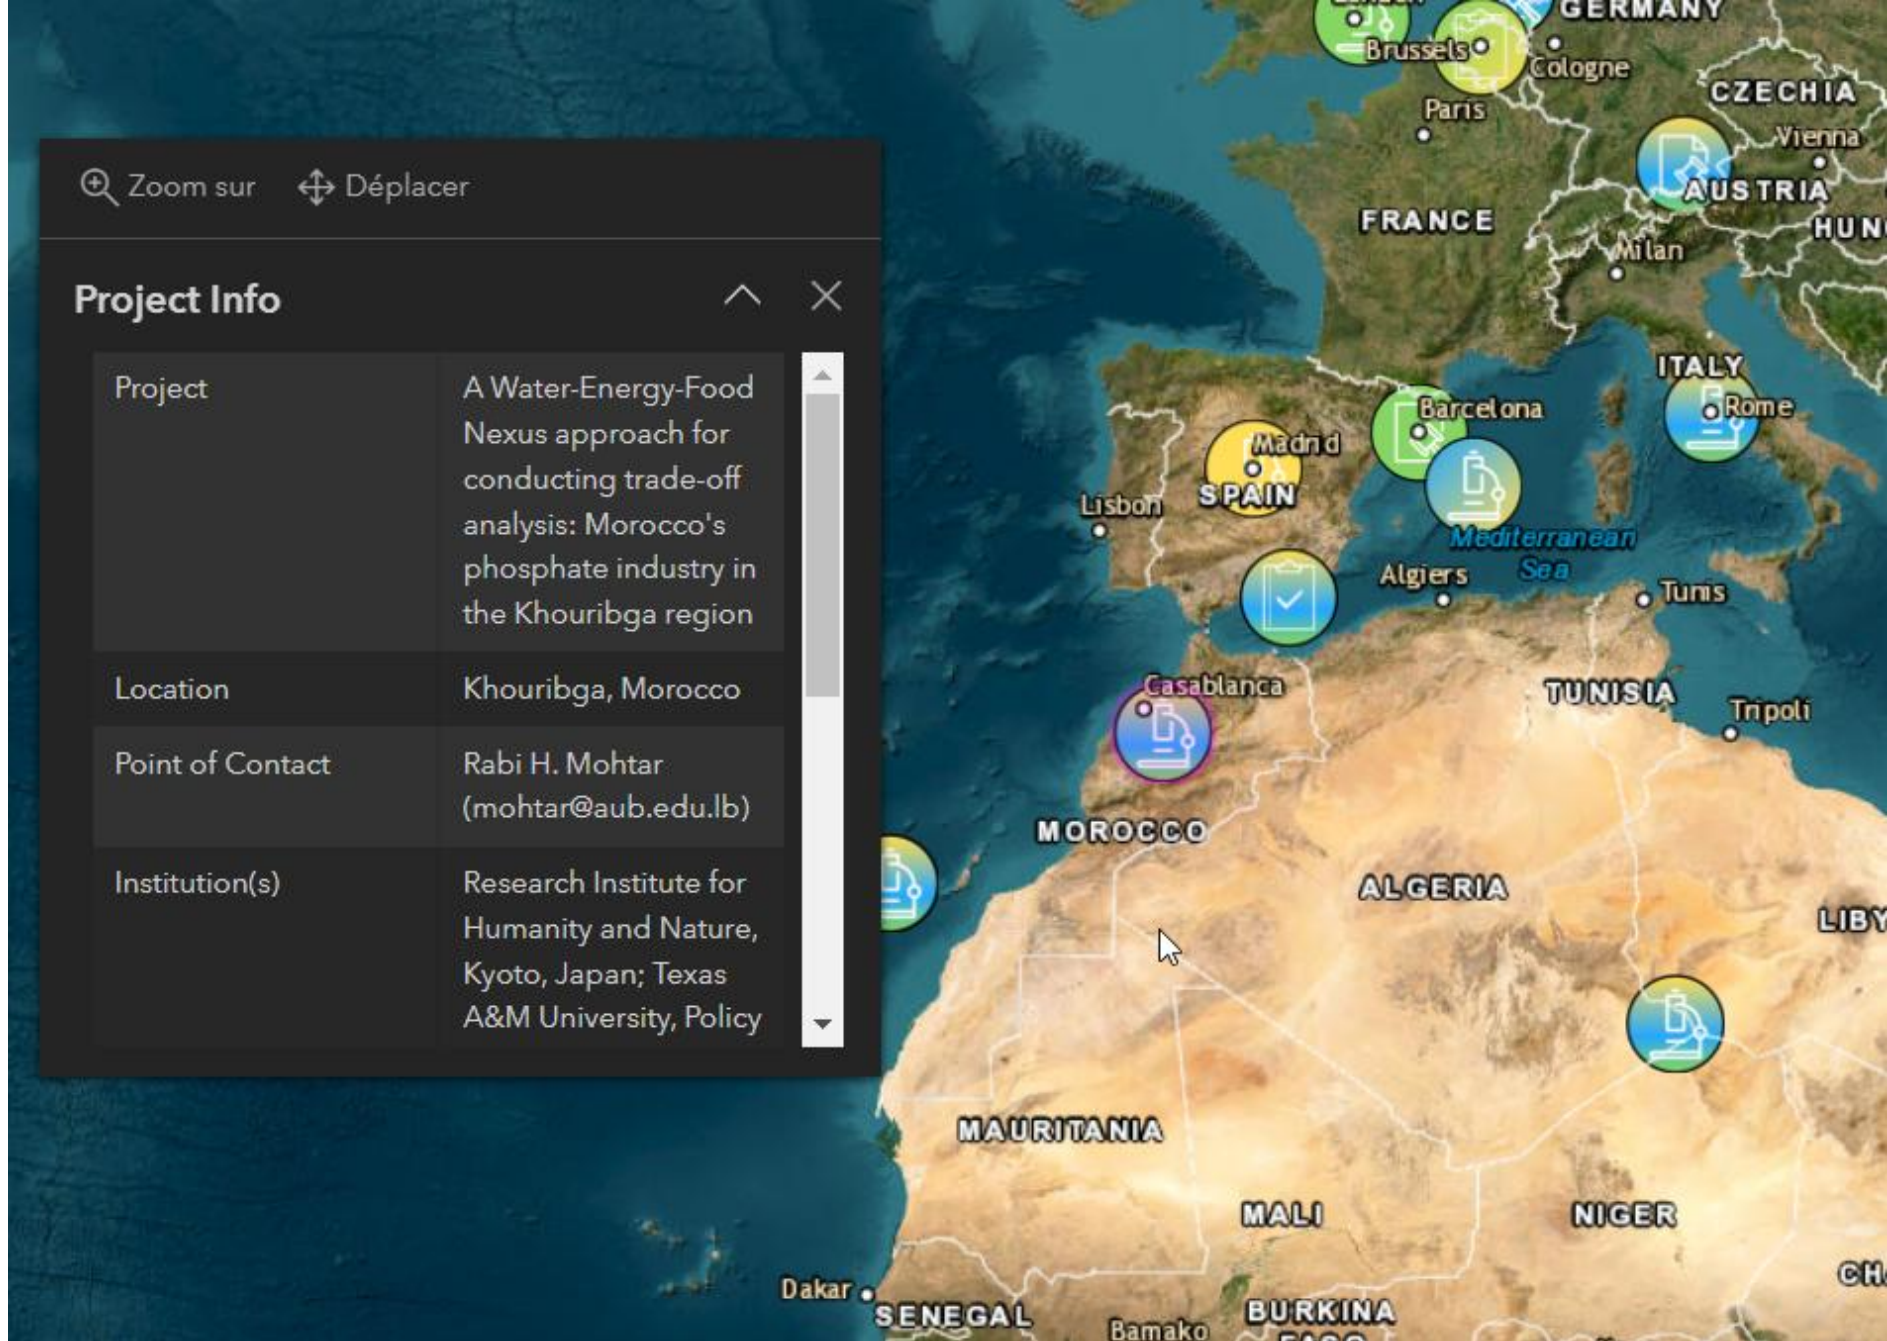 Zoom sur
Déplacer
Project Info
Project
A Water-Energy-Food
Nexus approach for
conducting trade-off
analysis: Morocco's
phosphate industry in
the Khouribga region
Location
Khouribga, Morocco
Point of Contact
Rabi H. Mohtar
(mohtar@aub.edu.lb)
Institution(s)
Research Institute for
Humanity and Nature,
Kyoto, Japan; Texas
A&M University, Policy
GERMANY
Brussels
Cologne
CZECHIA
Paris
Vienna
AUSTRIA
FRANCE
HUN
Milan
ITALY
Barcelona
Rome
Madrid
SPAIN
Lisbon
Mediterranean
Sea
Algiers
Tunis
Casablanca
TUNISIA
Tripoli
MOROCCO
ALGERIA
LIBY
MAURITANIA
MALI
NIGER
CHA
Dakar
SENEGAL
BURKINA
Bamako